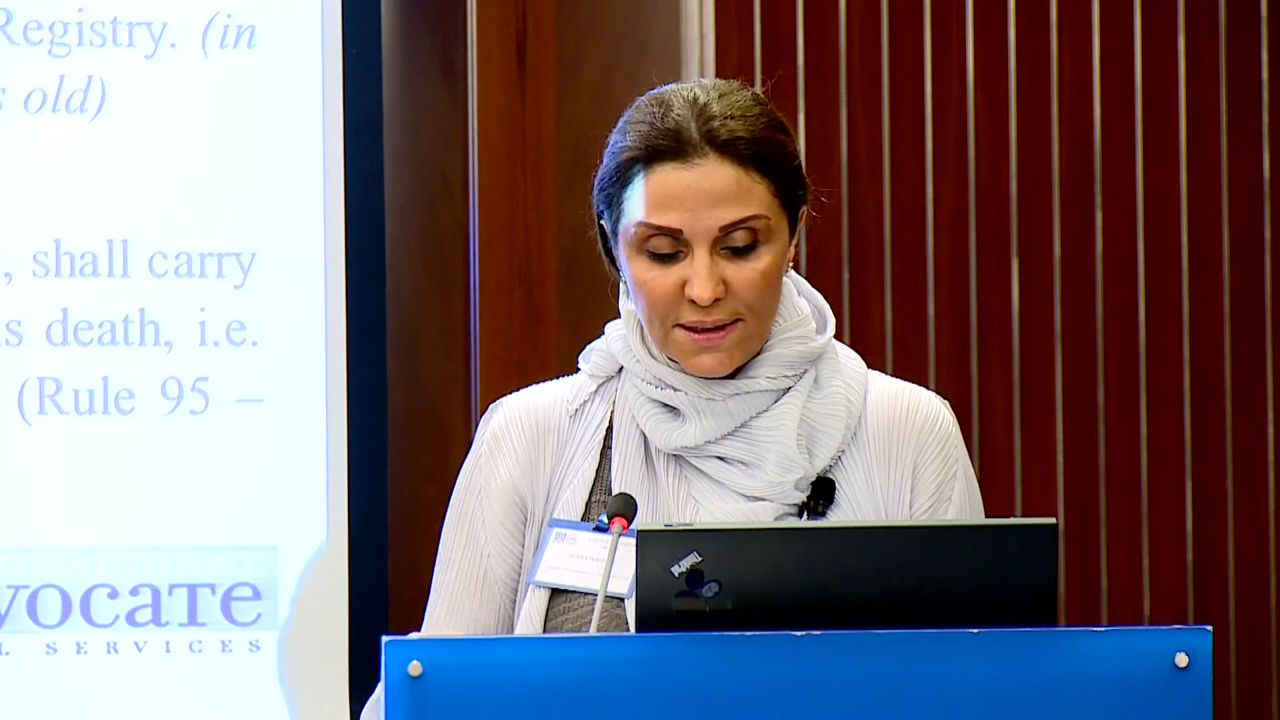 Registry. (in
s old)
, shall carry
s death, i.e.
(Rule 95 –
vocate
L SERVICES